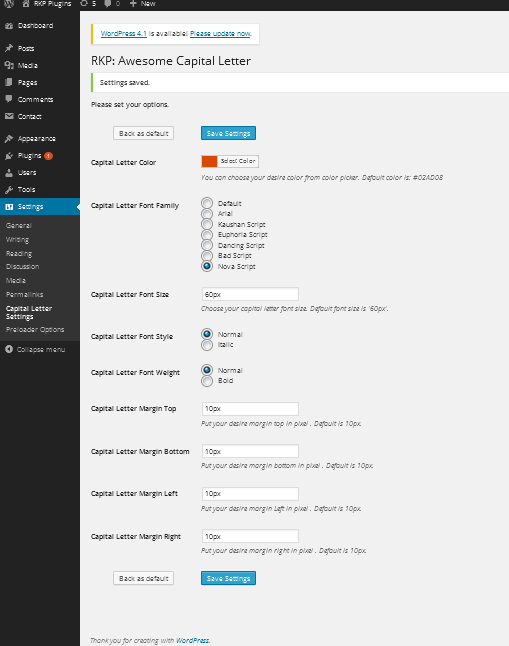 RKP Plugins 5 0 + New
Dashboard
Posts
Media
Pages
Comments
Contact
Appearance
Plugins 1
Users
Tools
Settings
General
Writing
Reading
Discussion
Media
Permalinks
Capital Letter
Settings
Preloader Options
Collapse menu
WordPress 4.1 is available! Please update now.
RKP: Awesome Capital Letter
Settings saved.
Please set your options.
Back as default Save Settings
Capital Letter Color Select Color
You can choose your desire color from color picker. Default color is: #02AD08
Capital Letter Font Family Default
Arial
Kaushan Script
Euphoria Script
Dancing Script
Bad Script
Nova Script
Capital Letter Font Size 60px
Choose your capital letter font size. Default font size is '60px'.
Capital Letter Font Style Normal
Italic
Capital Letter Font Weight Normal
Bold
Capital Letter Margin Top 10px
Put your desire margin top in pixel . Default is 10px.
Capital Letter Margin Bottom 10px
Put your desire margin bottom in pixel . Default is 10px.
Capital Letter Margin Left 10px
Put your desire margin left in pixel . Default is 10px.
Capital Letter Margin Right 10px
Put your desire margin right in pixel . Default is 10px.
Back as default Save Settings
Thank you for creating with WordPress.